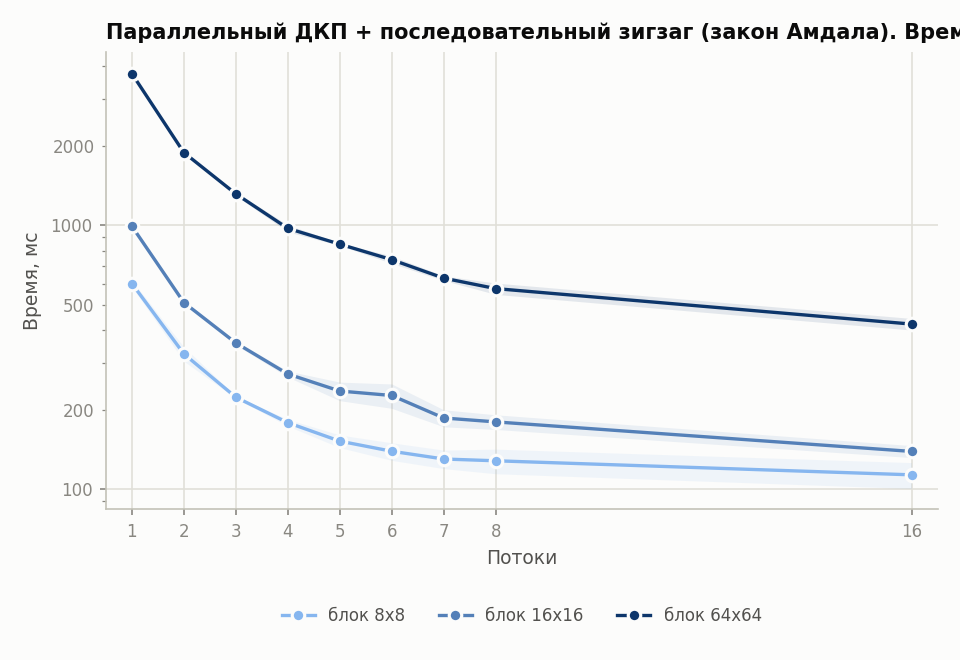 Параллельный ДКП + последовательный зигзаг (закон Амдала). Врем
Время, мс
2000
1000
500
200
100
1 2 3 4 5 6 7 8 16
Потоки
блок 8x8 блок 16x16 блок 64x64